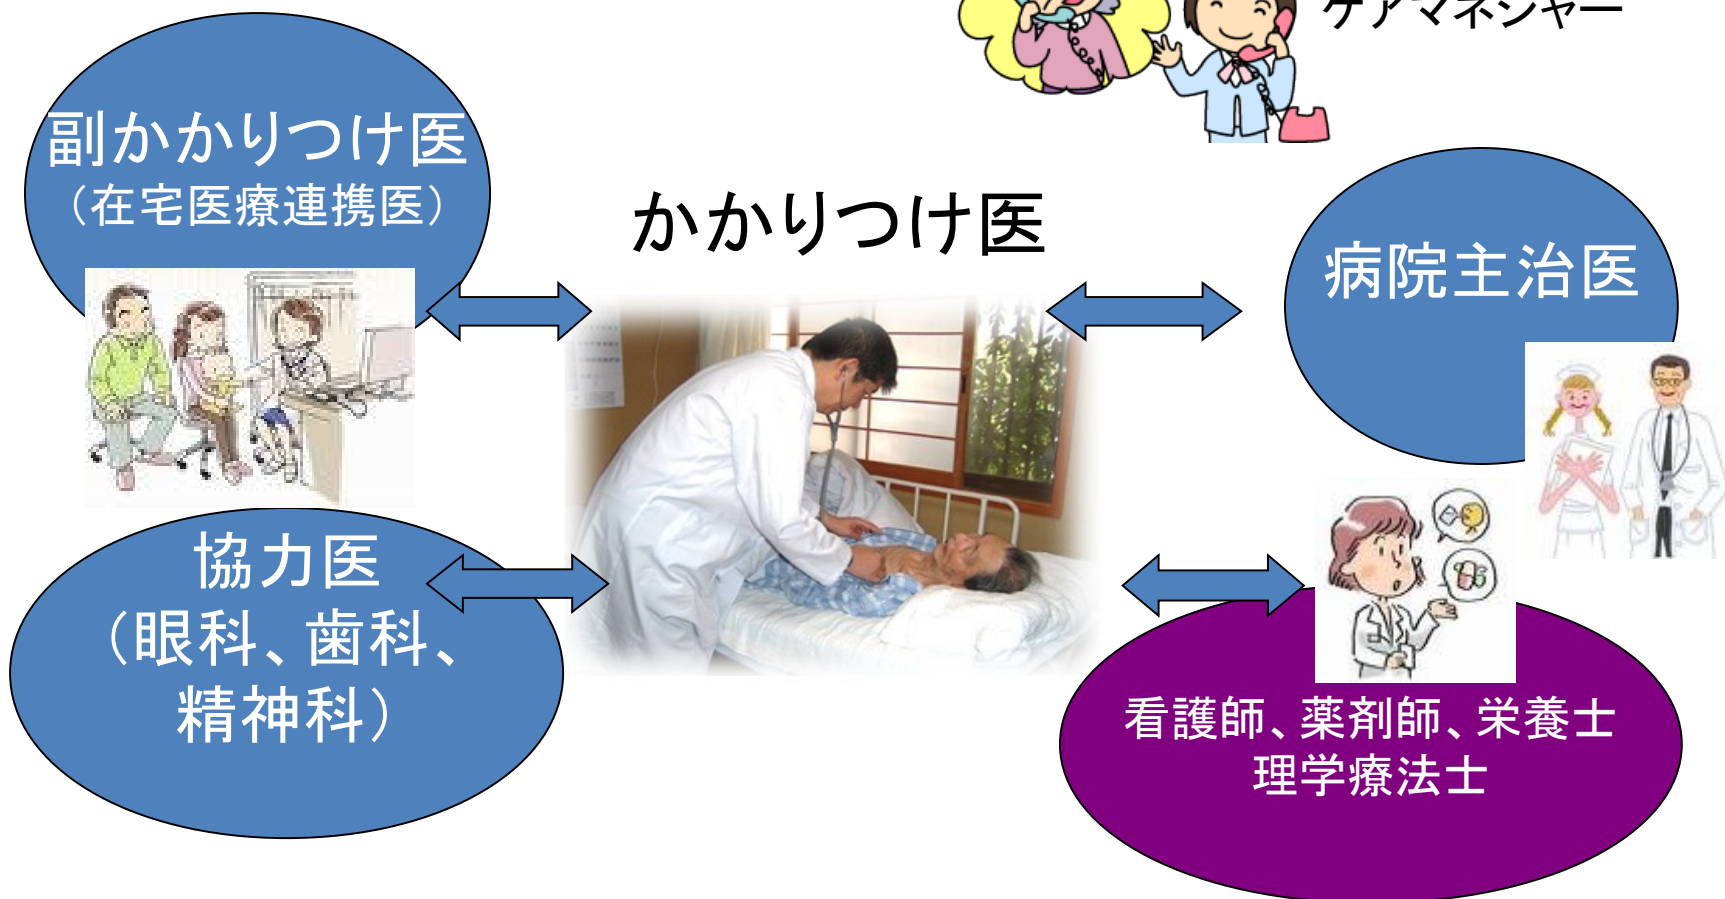 ケアマネジャー
副かかりつけ医
（在宅医療連携医）
かかりつけ医
病院主治医
協力医
（眼科、歯科、
精神科）
看護師、薬剤師、栄養士
理学療法士